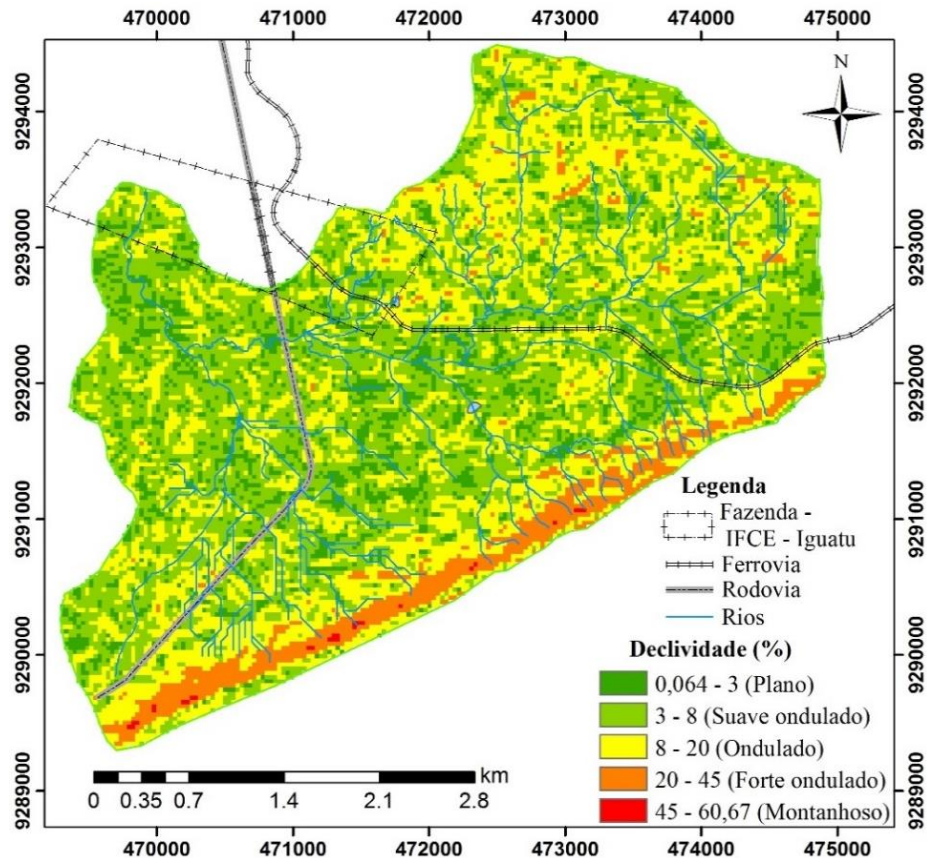 470000 471000 472000 473000 474000 475000
N
9294000 9294000
9293000 9293000
9292000 9292000
9291000 9291000
9290000 9290000
9289000 9289000
Legenda
Fazenda -
IFCE - Iguatu
Ferrovia
Rodovia
Rios
Declividade (%)
0,064 - 3 (Plano)
3 - 8 (Suave ondulado)
8 - 20 (Ondulado)
20 - 45 (Forte ondulado)
45 - 60,67 (Montanhoso)
km
0 0.35 0.7 1.4 2.1 2.8
470000 471000 472000 473000 474000 475000